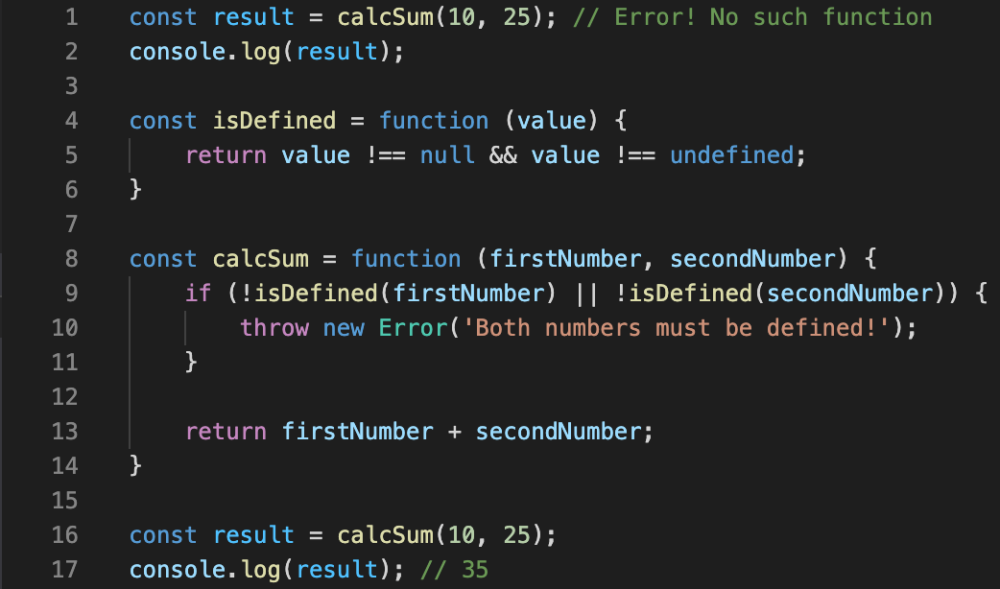 1 const result = calcSum(10, 25); // Error! No such function
2 console.log(result);
3
4 const isDefined = function (value) {
5     return value !== null && value !== undefined;
6 }
7
8 const calcSum = function (firstNumber, secondNumber) {
9     if (!isDefined(firstNumber) || !isDefined(secondNumber)) {
10         throw new Error('Both numbers must be defined!');
11     }
12
13     return firstNumber + secondNumber;
14 }
15
16 const result = calcSum(10, 25);
17 console.log(result); // 35